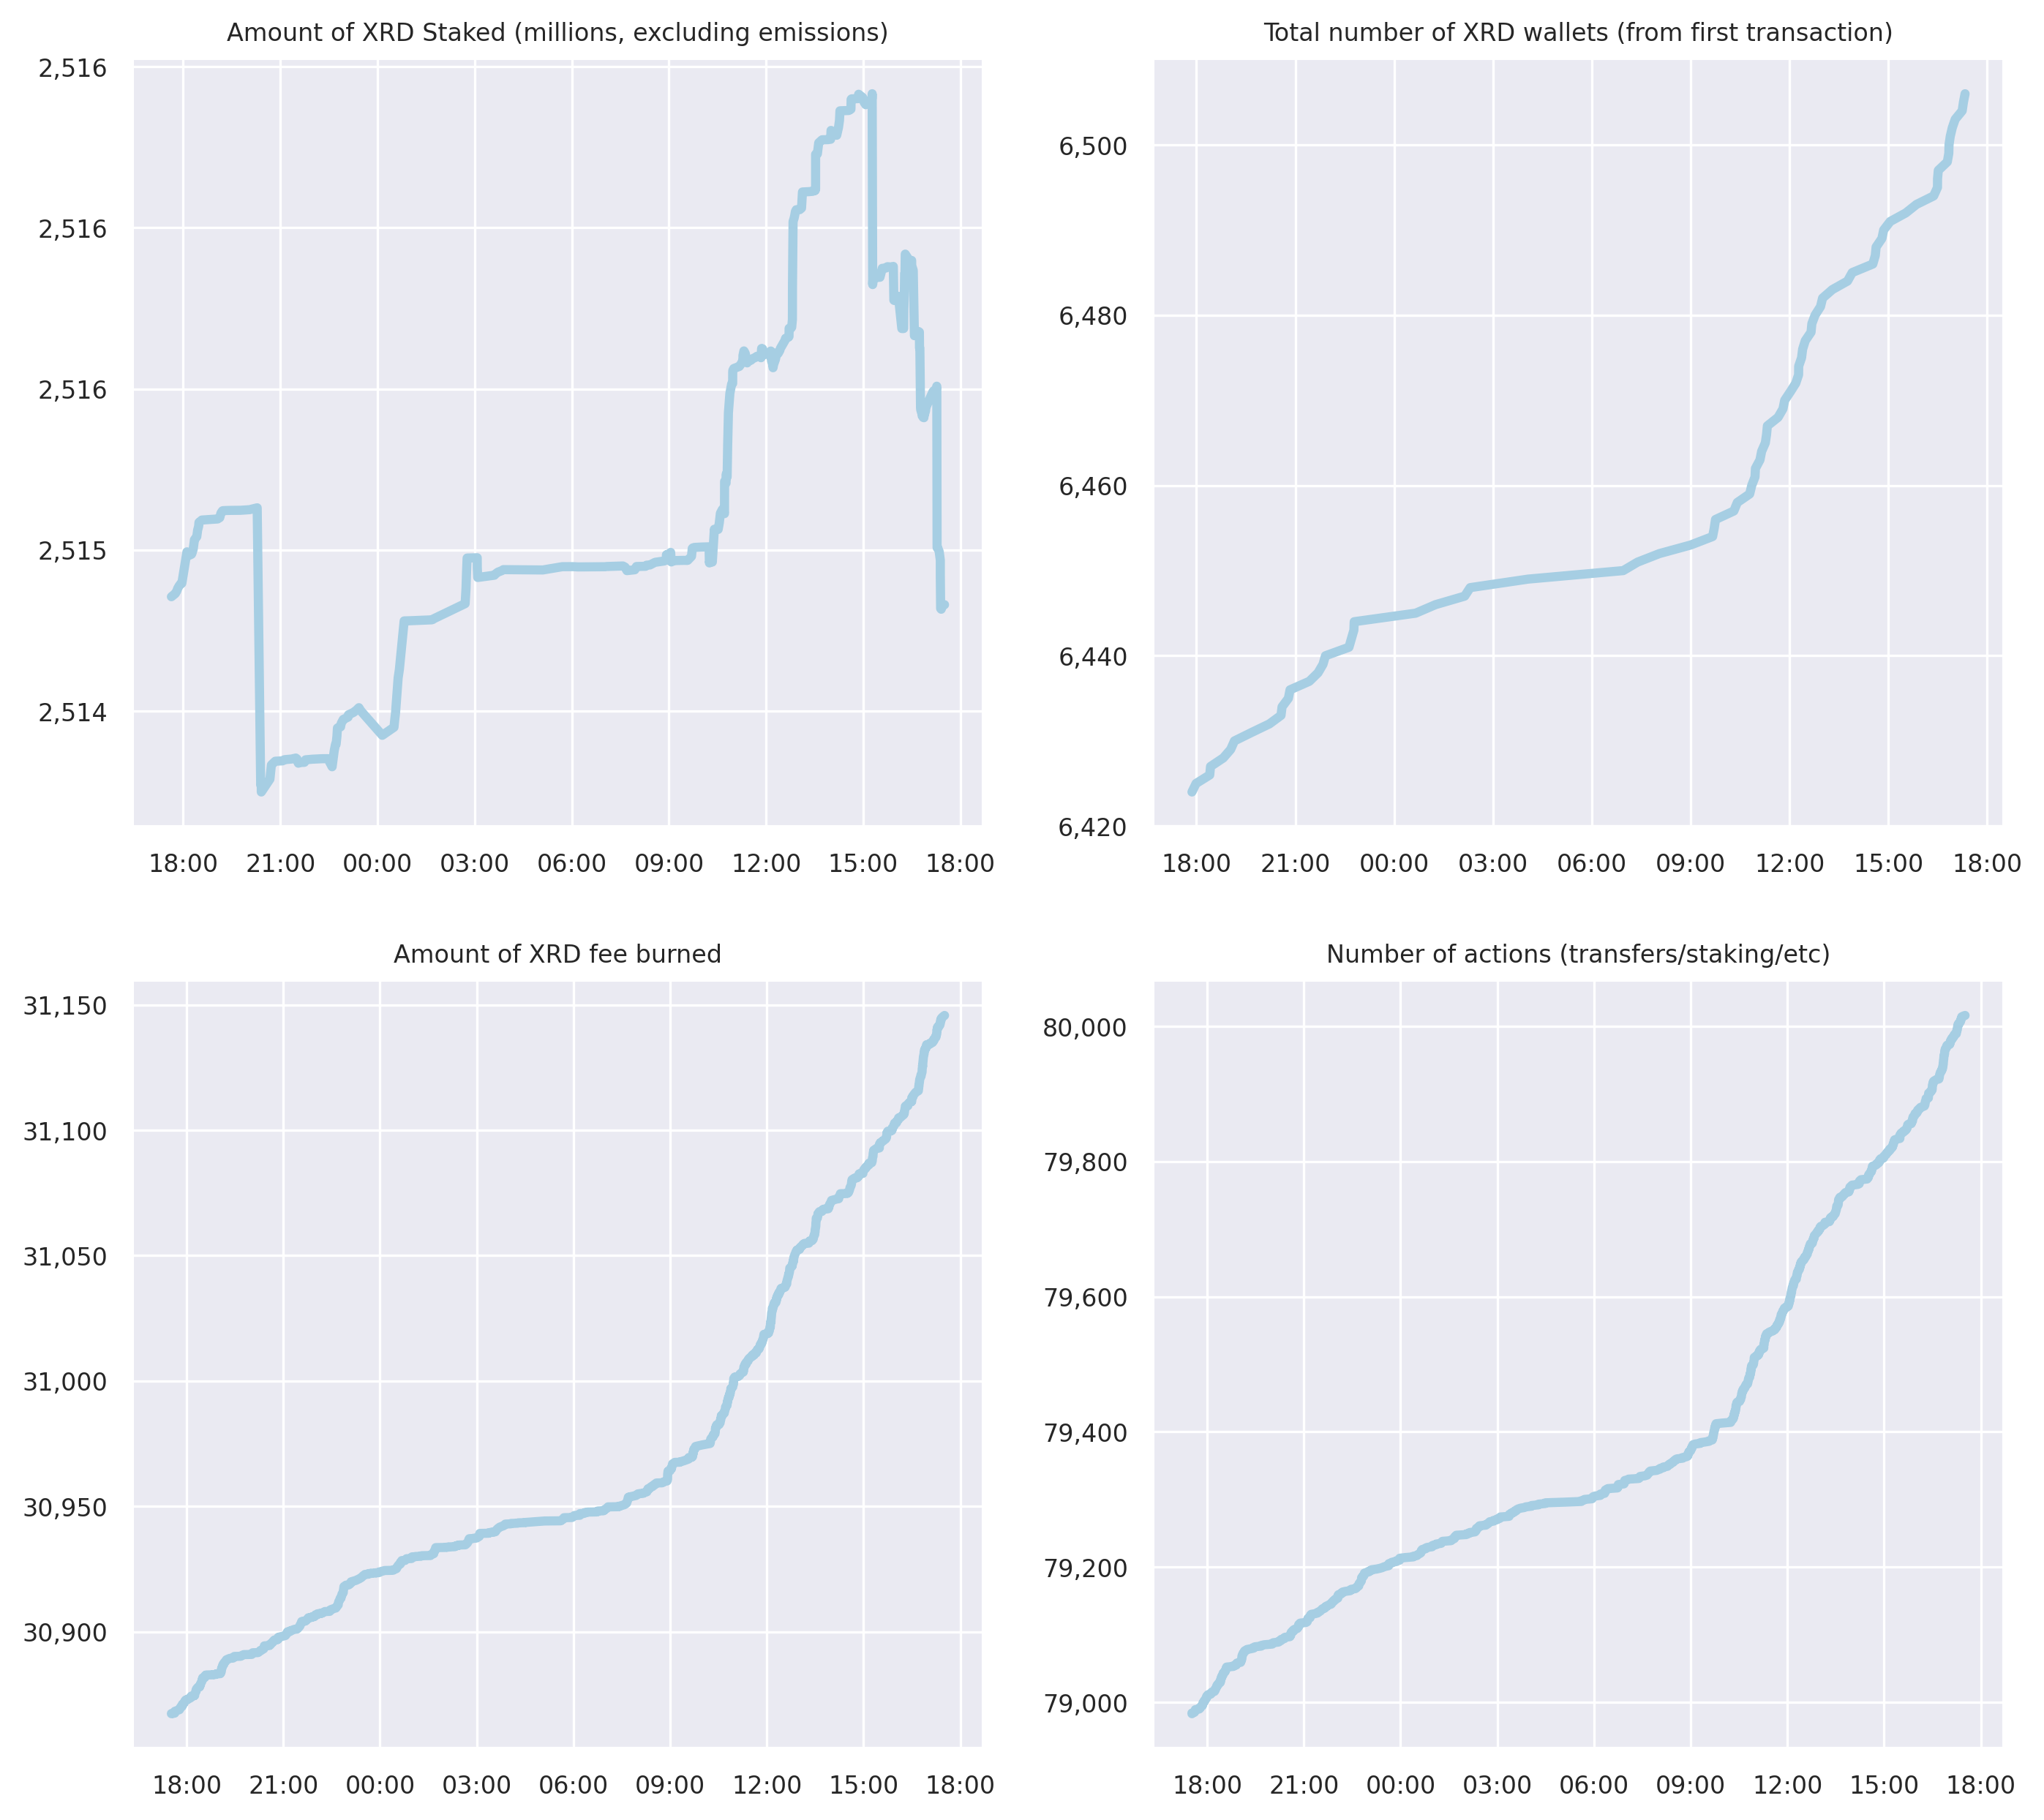 Amount of XRD Staked (millions, excluding emissions)
2,516
2,516
2,516
2,515
2,514
18:00 21:00 00:00 03:00 06:00 09:00 12:00 15:00 18:00
Total number of XRD wallets (from first transaction)
6,500
6,480
6,460
6,440
6,420
18:00 21:00 00:00 03:00 06:00 09:00 12:00 15:00 18:00
Amount of XRD fee burned
31,150
31,100
31,050
31,000
30,950
30,900
18:00 21:00 00:00 03:00 06:00 09:00 12:00 15:00 18:00
Number of actions (transfers/staking/etc)
80,000
79,800
79,600
79,400
79,200
79,000
18:00 21:00 00:00 03:00 06:00 09:00 12:00 15:00 18:00